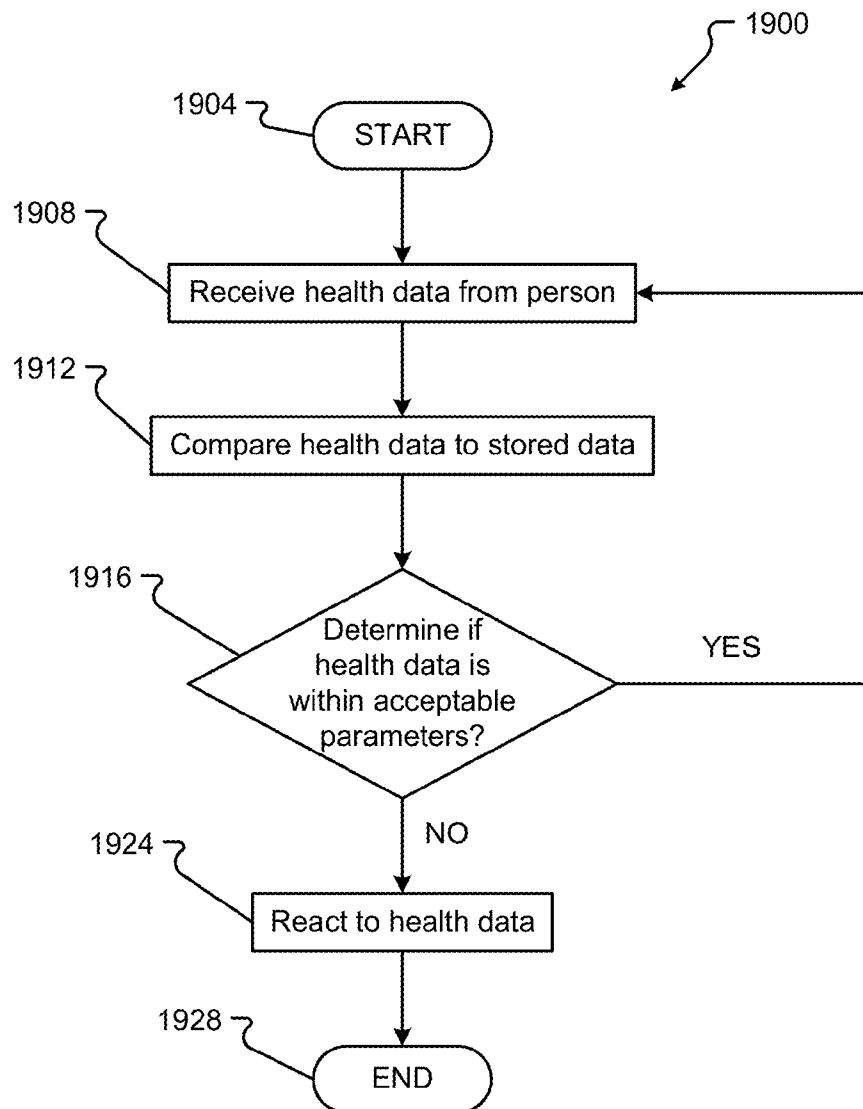 1900
1904
START
1908
Receive health data from person
1912
Compare health data to stored data
1916
Determine if
health data is
within acceptable
parameters?
YES
NO
1924
React to health data
1928
END